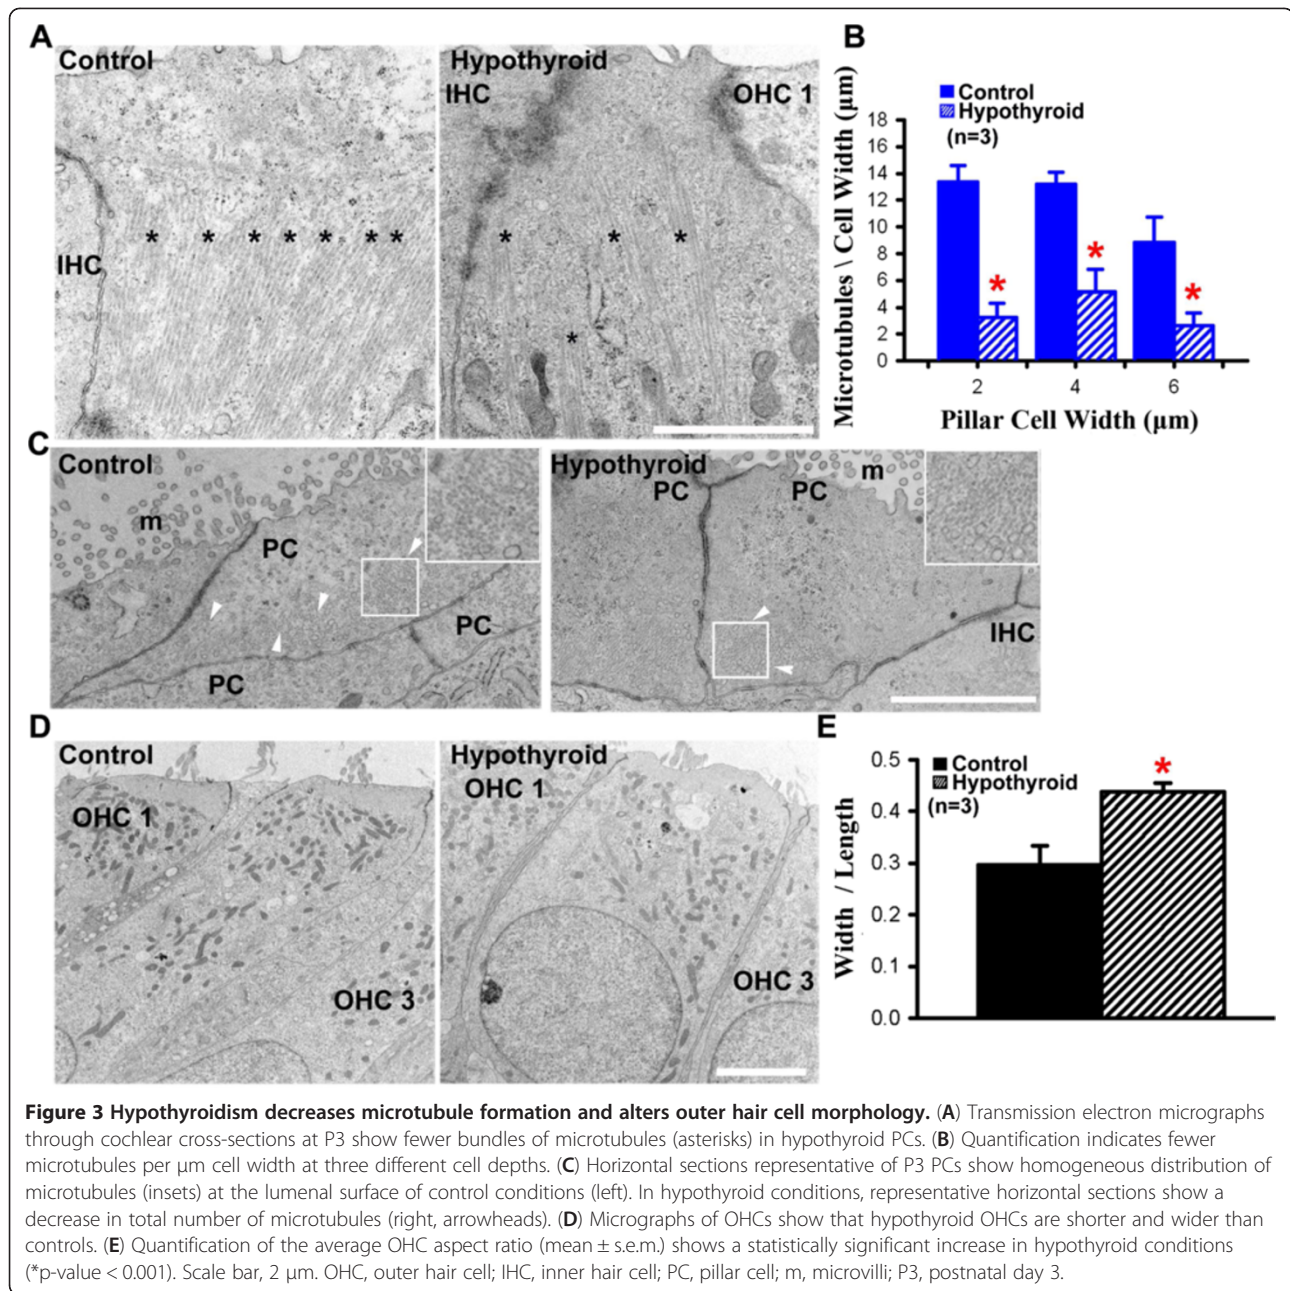 A
Control
IHC
* * * * * * *
Hypothyroid
IHC
OHC 1
* * *
*
B
Control
Hypothyroid
(n=3)
Microtubules \ Cell Width (µm)
18
16
14
12
10
8
6
4
2
0
* * *
2 4 6
Pillar Cell Width (µm)
C
Control
m
PC
PC
PC
Hypothyroid
PC
PC
m
IHC
D
Control
OHC 1
OHC 3
Hypothyroid
OHC 1
OHC 3
E
Control
Hypothyroid
(n=3)
*
Width / Length
0.5
0.4
0.3
0.2
0.1
0.0
Figure 3 Hypothyroidism decreases microtubule formation and alters outer hair cell morphology. (A) Transmission electron micrographs
through cochlear cross-sections at P3 show fewer bundles of microtubules (asterisks) in hypothyroid PCs. (B) Quantification indicates fewer
microtubules per µm cell width at three different cell depths. (C) Horizontal sections representative of P3 PCs show homogeneous distribution of
microtubules (insets) at the lumenal surface of control conditions (left). In hypothyroid conditions, representative horizontal sections show a
decrease in total number of microtubules (right, arrowheads). (D) Micrographs of OHCs show that hypothyroid OHCs are shorter and wider than
controls. (E) Quantification of the average OHC aspect ratio (mean ± s.e.m.) shows a statistically significant increase in hypothyroid conditions
(*p-value < 0.001). Scale bar, 2 µm. OHC, outer hair cell; IHC, inner hair cell; PC, pillar cell; m, microvilli; P3, postnatal day 3.